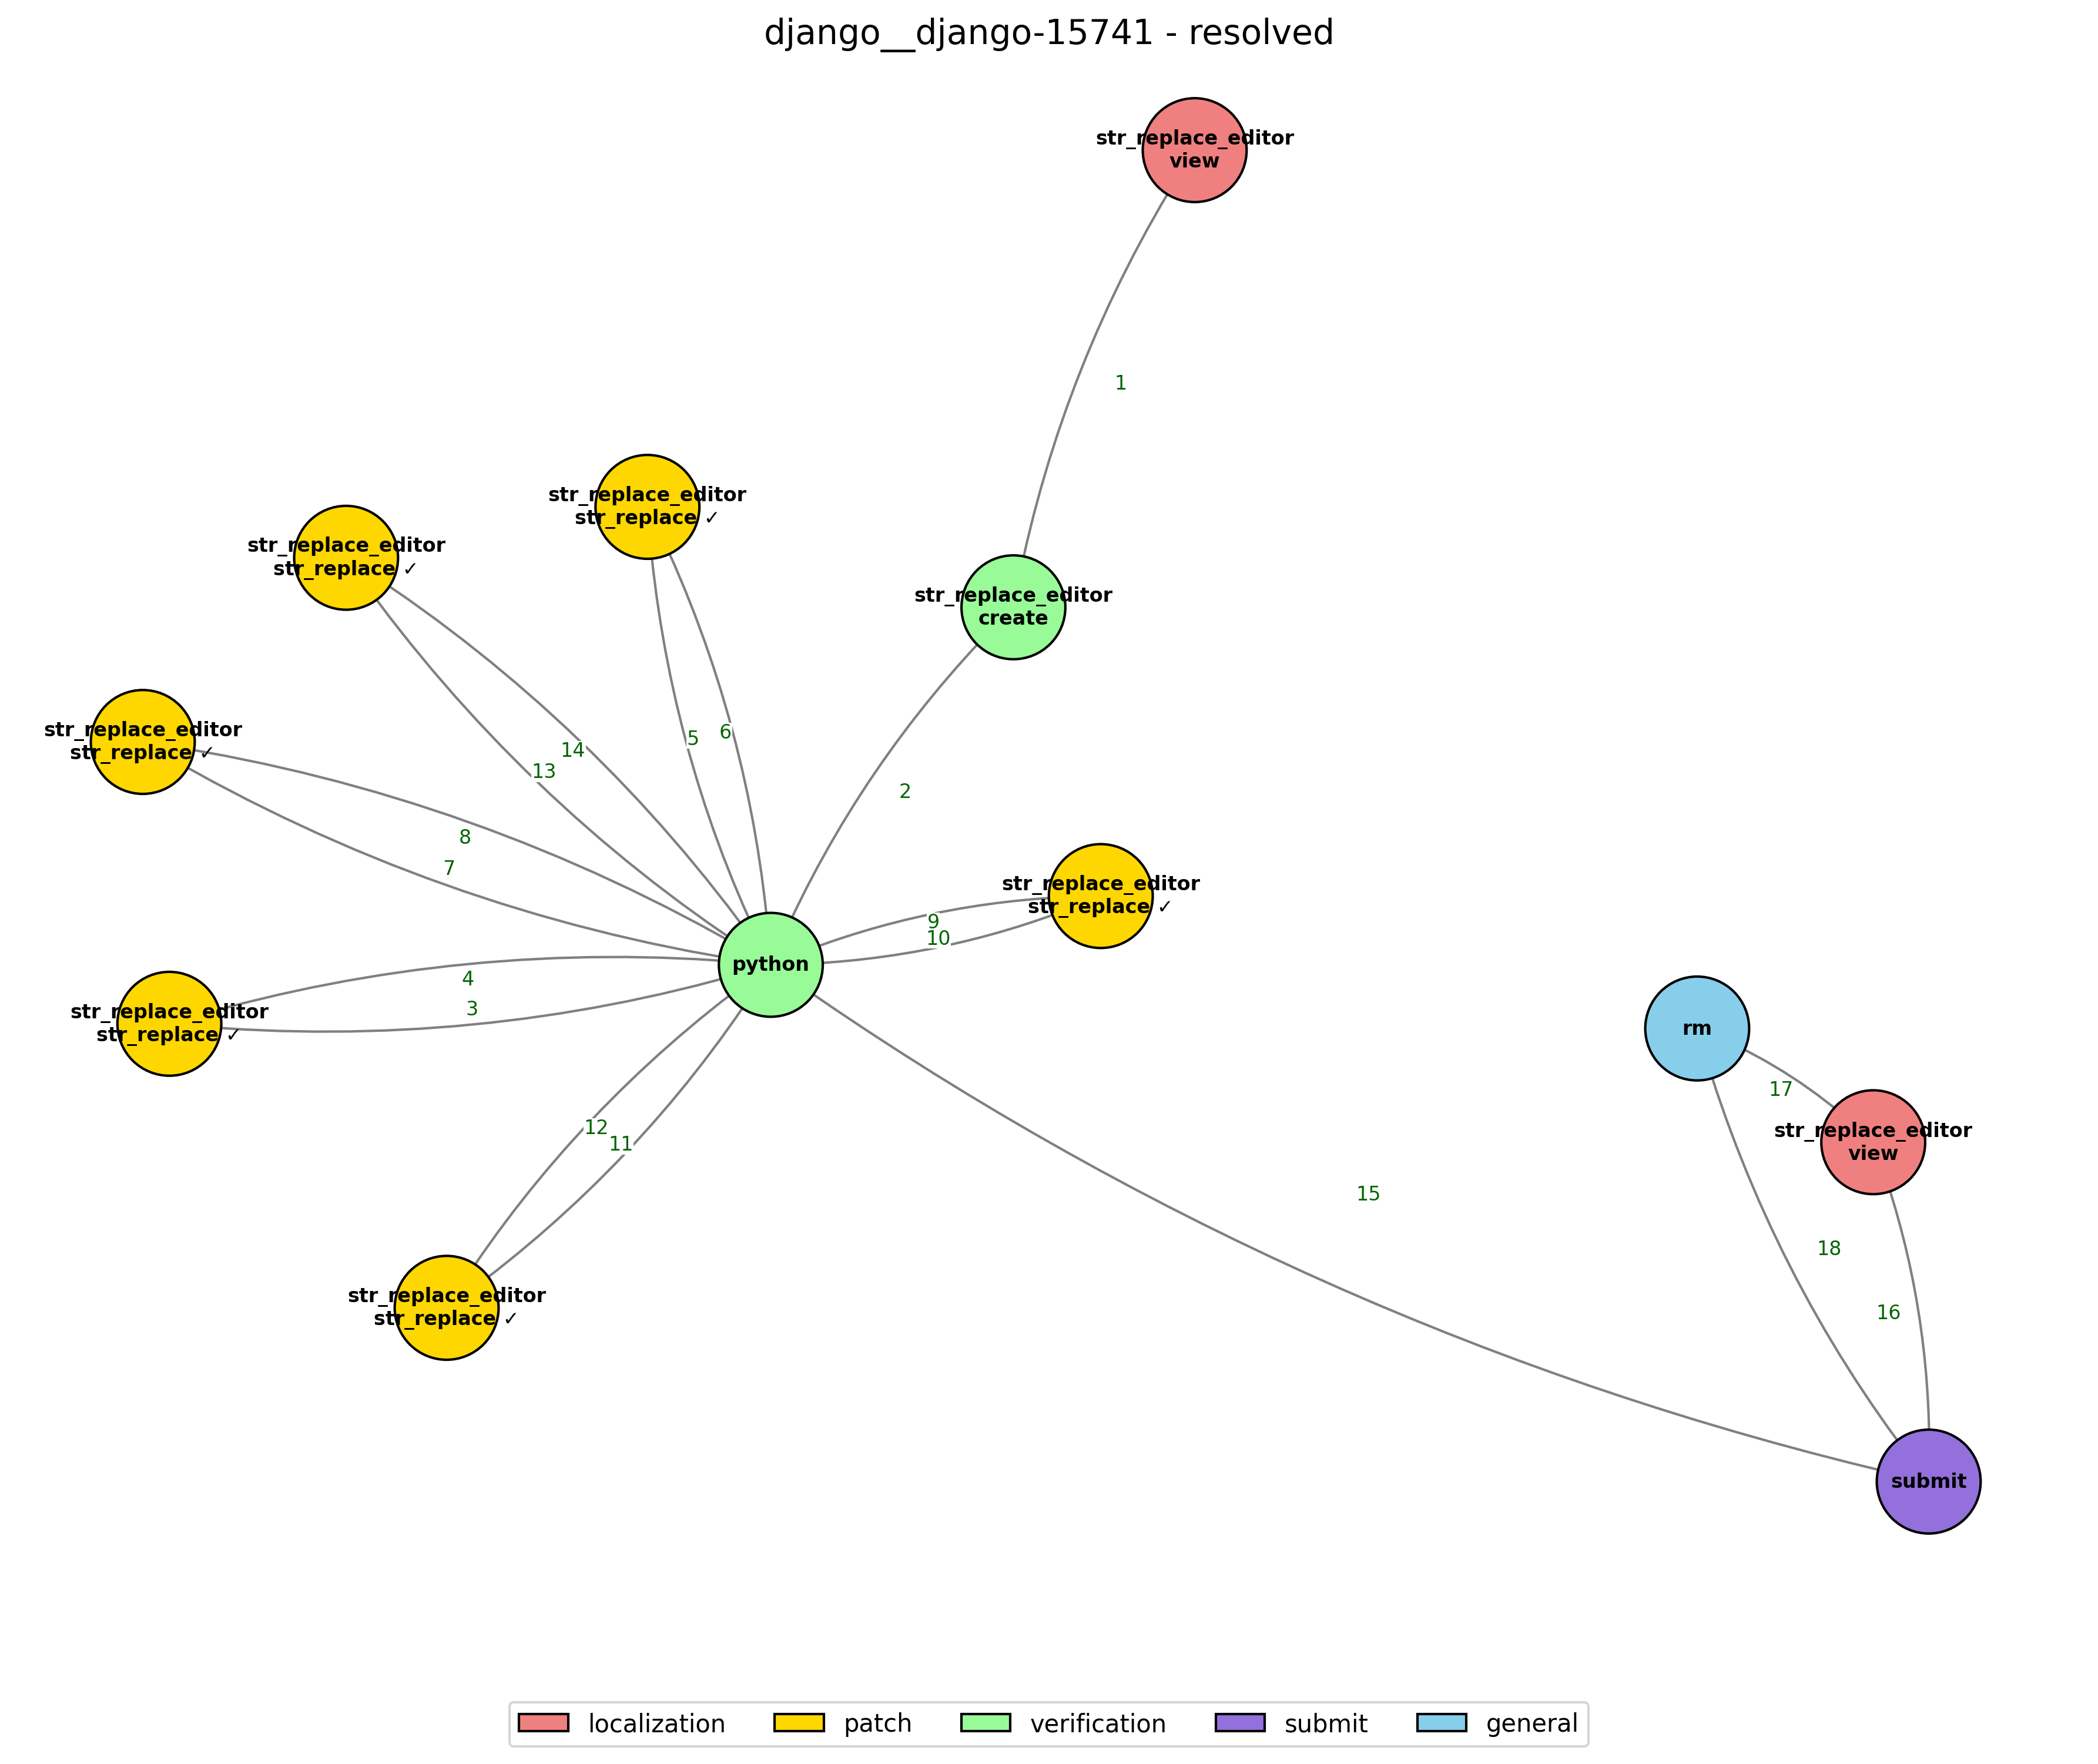 django__django-15741 - resolved
str_replace_editor
view
1
str_replace_editor
str_replace ✓
str_replace_editor
str_replace ✓
str_replace_editor
create
str_replace_editor
str_replace ✓
5
6
14
13
2
8
7
str_replace_editor
str_replace ✓
9
10
python
4
3
str_replace_editor
str_replace ✓
rm
17
12
11
str_replace_editor
view
15
18
16
str_replace_editor
str_replace ✓
submit
localization
patch
verification
submit
general